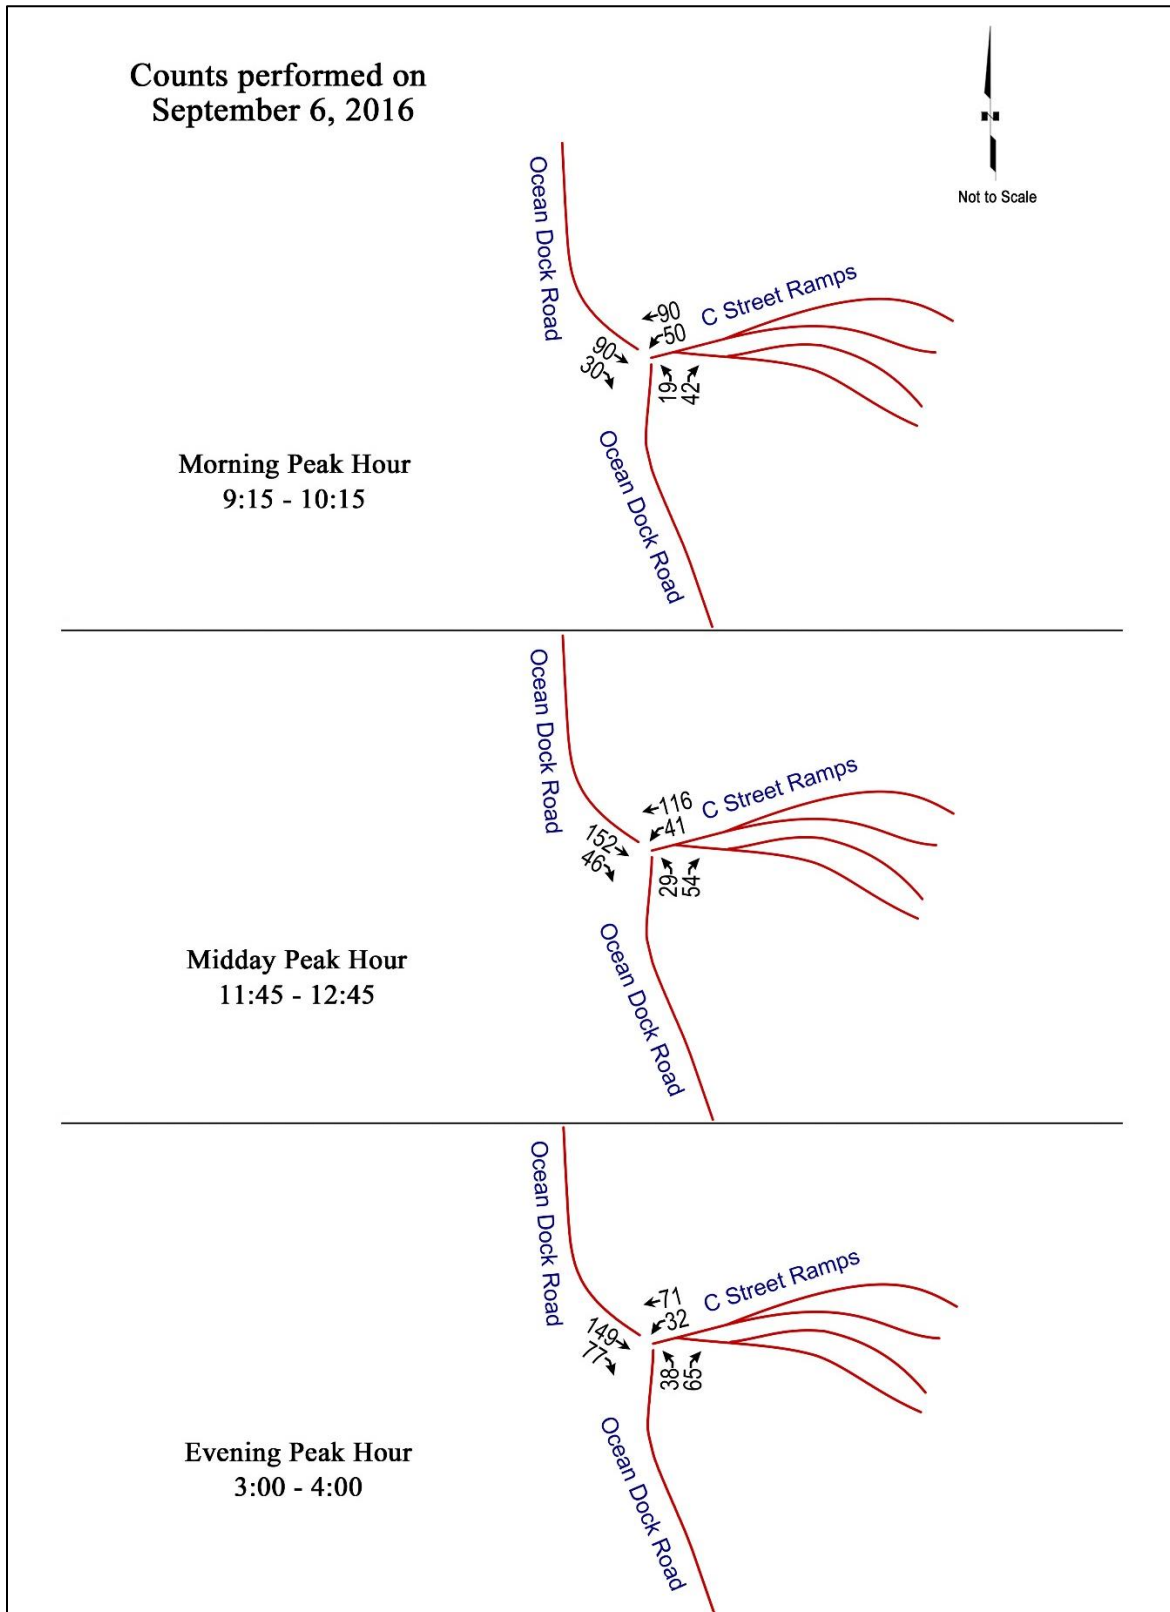 Counts performed on
September 6, 2016
N
Not to Scale
Ocean Dock Road
C Street Ramps
90
50
90
30
19
42
Ocean Dock Road
Morning Peak Hour
9:15 - 10:15
Ocean Dock Road
C Street Ramps
116
41
152
46
29
54
Ocean Dock Road
Midday Peak Hour
11:45 - 12:45
Ocean Dock Road
C Street Ramps
71
32
149
77
38
65
Ocean Dock Road
Evening Peak Hour
3:00 - 4:00